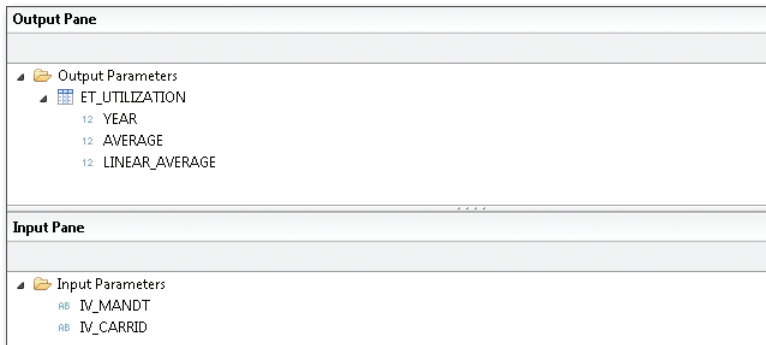 Output Pane
Output Parameters
ET_UTILIZATION
12 YEAR
12 AVERAGE
12 LINEAR_AVERAGE
Input Pane
Input Parameters
AB IV_MANDT
AB IV_CARRID